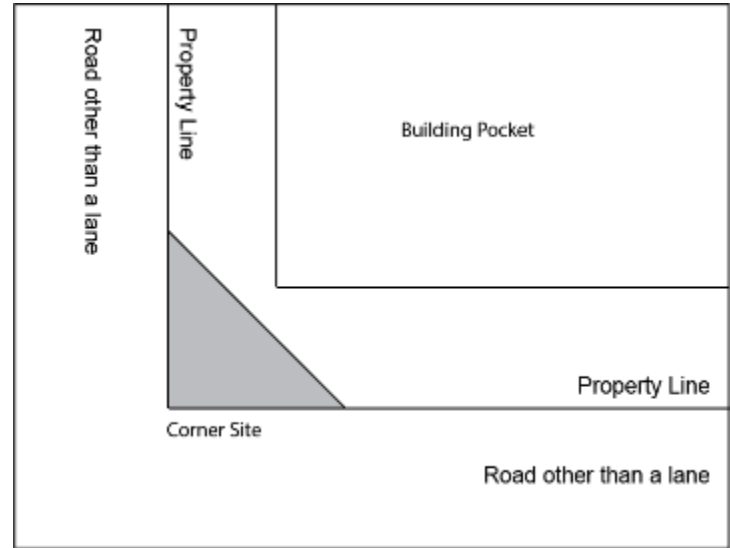 Road other than a lane
Property Line
Building Pocket
Property Line
Corner Site
Road other than a lane